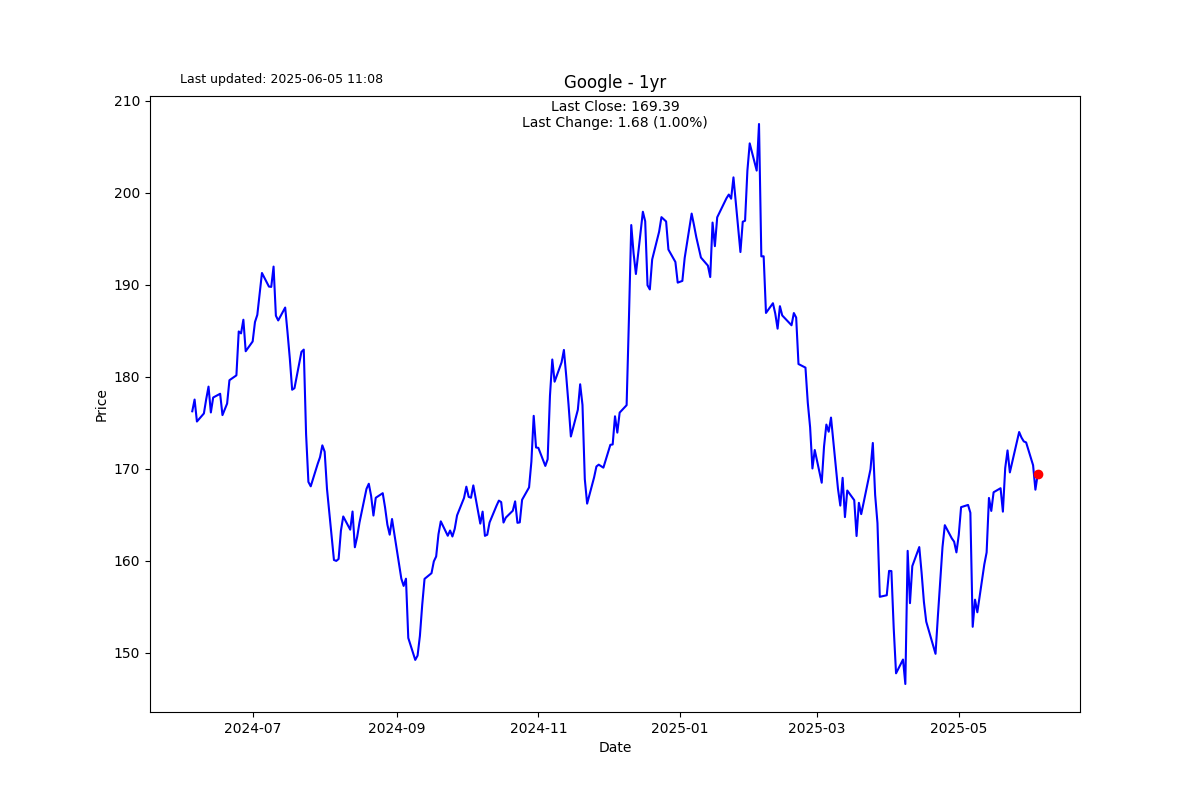 Last updated: 2025-06-05 11:08
Google - 1yr
Last Close: 169.39
Last Change: 1.68 (1.00%)
210
200
190
180
170
160
150
Price
2024-07
2024-09
2024-11
2025-01
2025-03
2025-05
Date